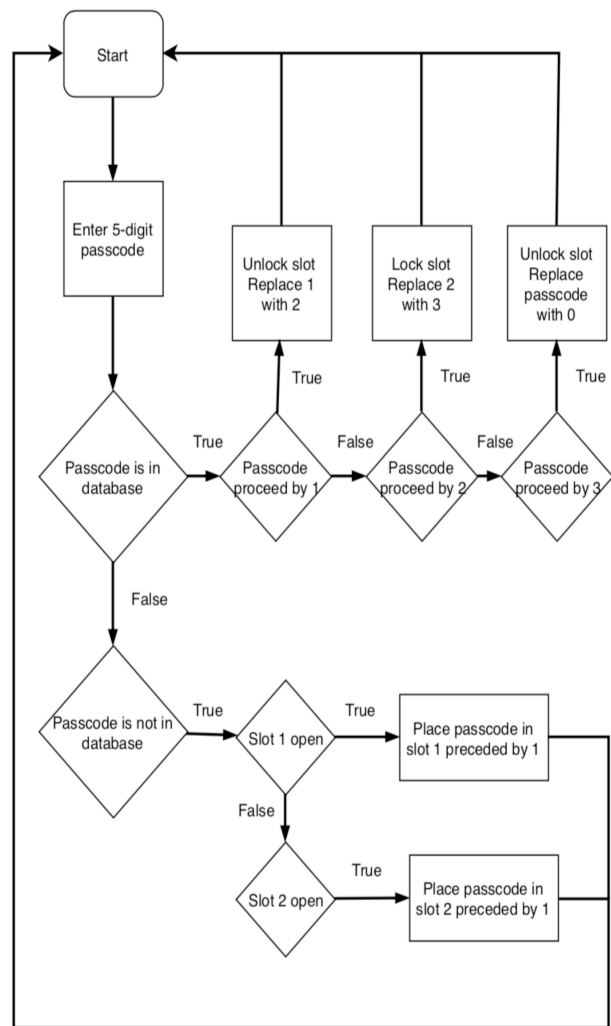 Start
Enter 5-digit
passcode
Unlock slot
Replace 1
with 2
Lock slot
Replace 2
with 3
Unlock slot
Replace
passcode
with 0
True
True
True
Passcode is in
database
True
Passcode
proceed by 1
False
Passcode
proceed by 2
False
Passcode
proceed by 3
False
Passcode is not in
database
True
Slot 1 open
True
Place passcode in
slot 1 preceded by 1
False
Slot 2 open
True
Place passcode in
slot 2 preceded by 1